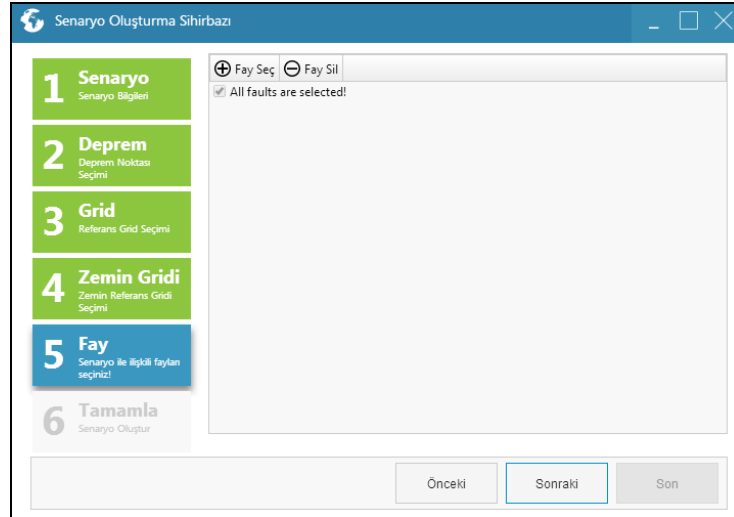 Senaryo Oluşturma Sihirbazı
1 Senaryo
Senaryo Bilgileri
2 Deprem
Deprem Noktası
Seçimi
3 Grid
Referans Grid Seçimi
4 Zemin Gridi
Zemin Referans Gridi
Seçimi
5 Fay
Senaryo ile ilişkili fayları
seçiniz!
6 Tamamla
Senaryo Oluştur
Fay Seç Fay Sil
All faults are selected!
Önceki Sonraki Son